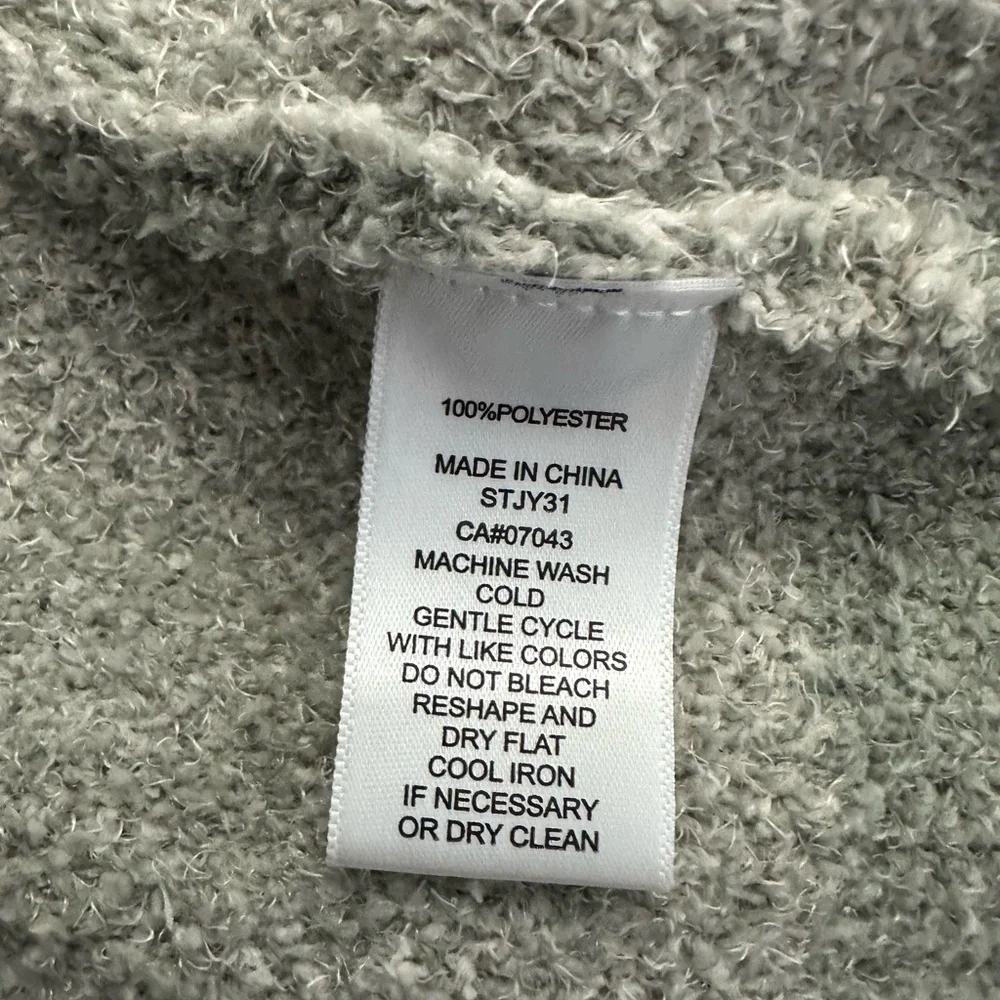 100%POLYESTER
MADE IN CHINA
STJY31
CA#07043
MACHINE WASH
COLD
GENTLE CYCLE
WITH LIKE COLORS
DO NOT BLEACH
RESHAPE AND
DRY FLAT
COOL IRON
IF NECESSARY
OR DRY CLEAN